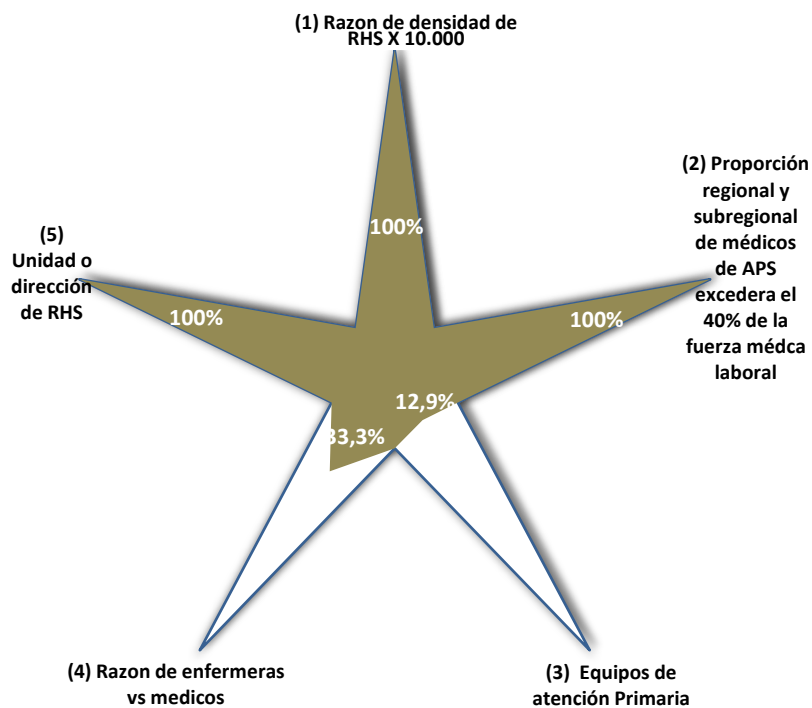 (1) Razon de densidad de
RHS X 10.000
100%
(2) Proporción
regional y
subregional
de médicos
de APS
excedera el
40% de la
fuerza médca
laboral
100%
(5)
Unidad o
dirección
de RHS
100%
12,9%
33,3%
(4) Razon de enfermeras
vs medicos
(3) Equipos de
atención Primaria